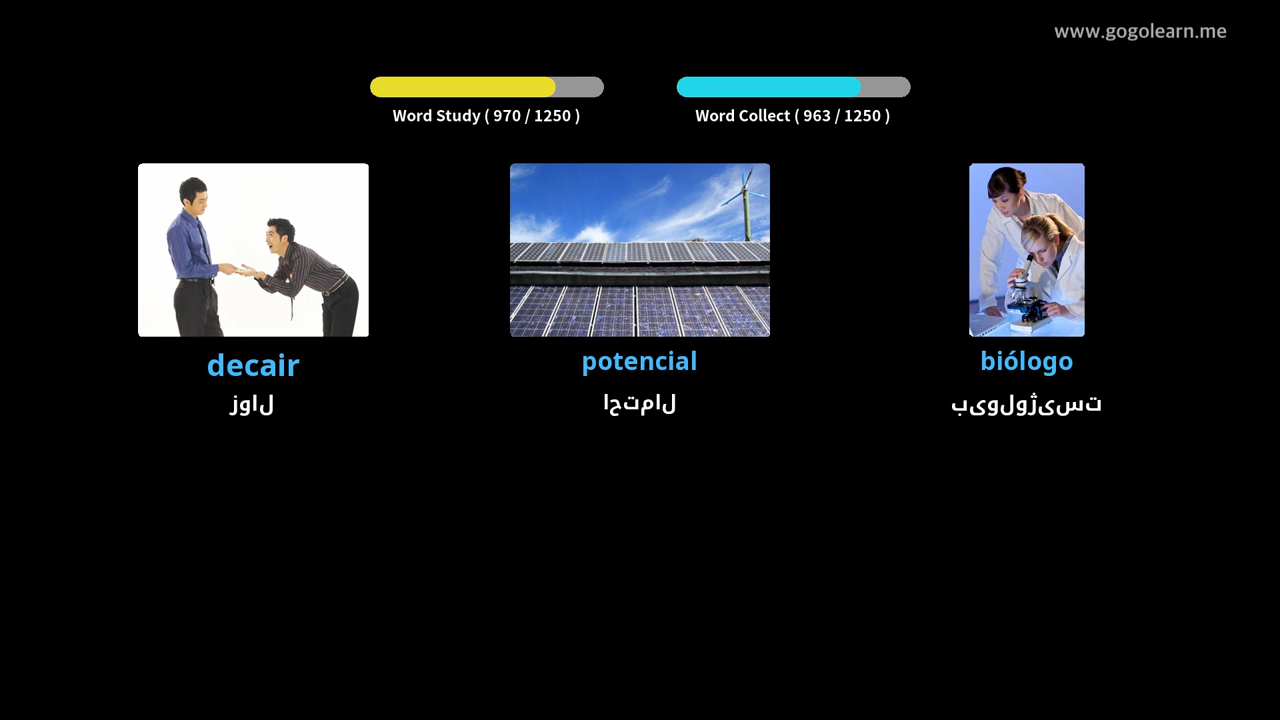 www.gogolearn.me
Word Study ( 970 / 1250 )
Word Collect ( 963 / 1250 )
decair
زوال
potencial
احتمال
biólogo
بیولوژیست